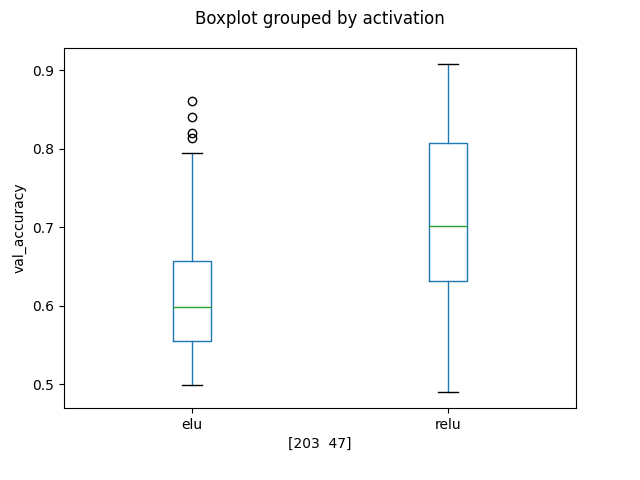 Boxplot grouped by activation
0.9
0.8
0.7
0.6
0.5
val_accuracy
elu relu
[203  47]